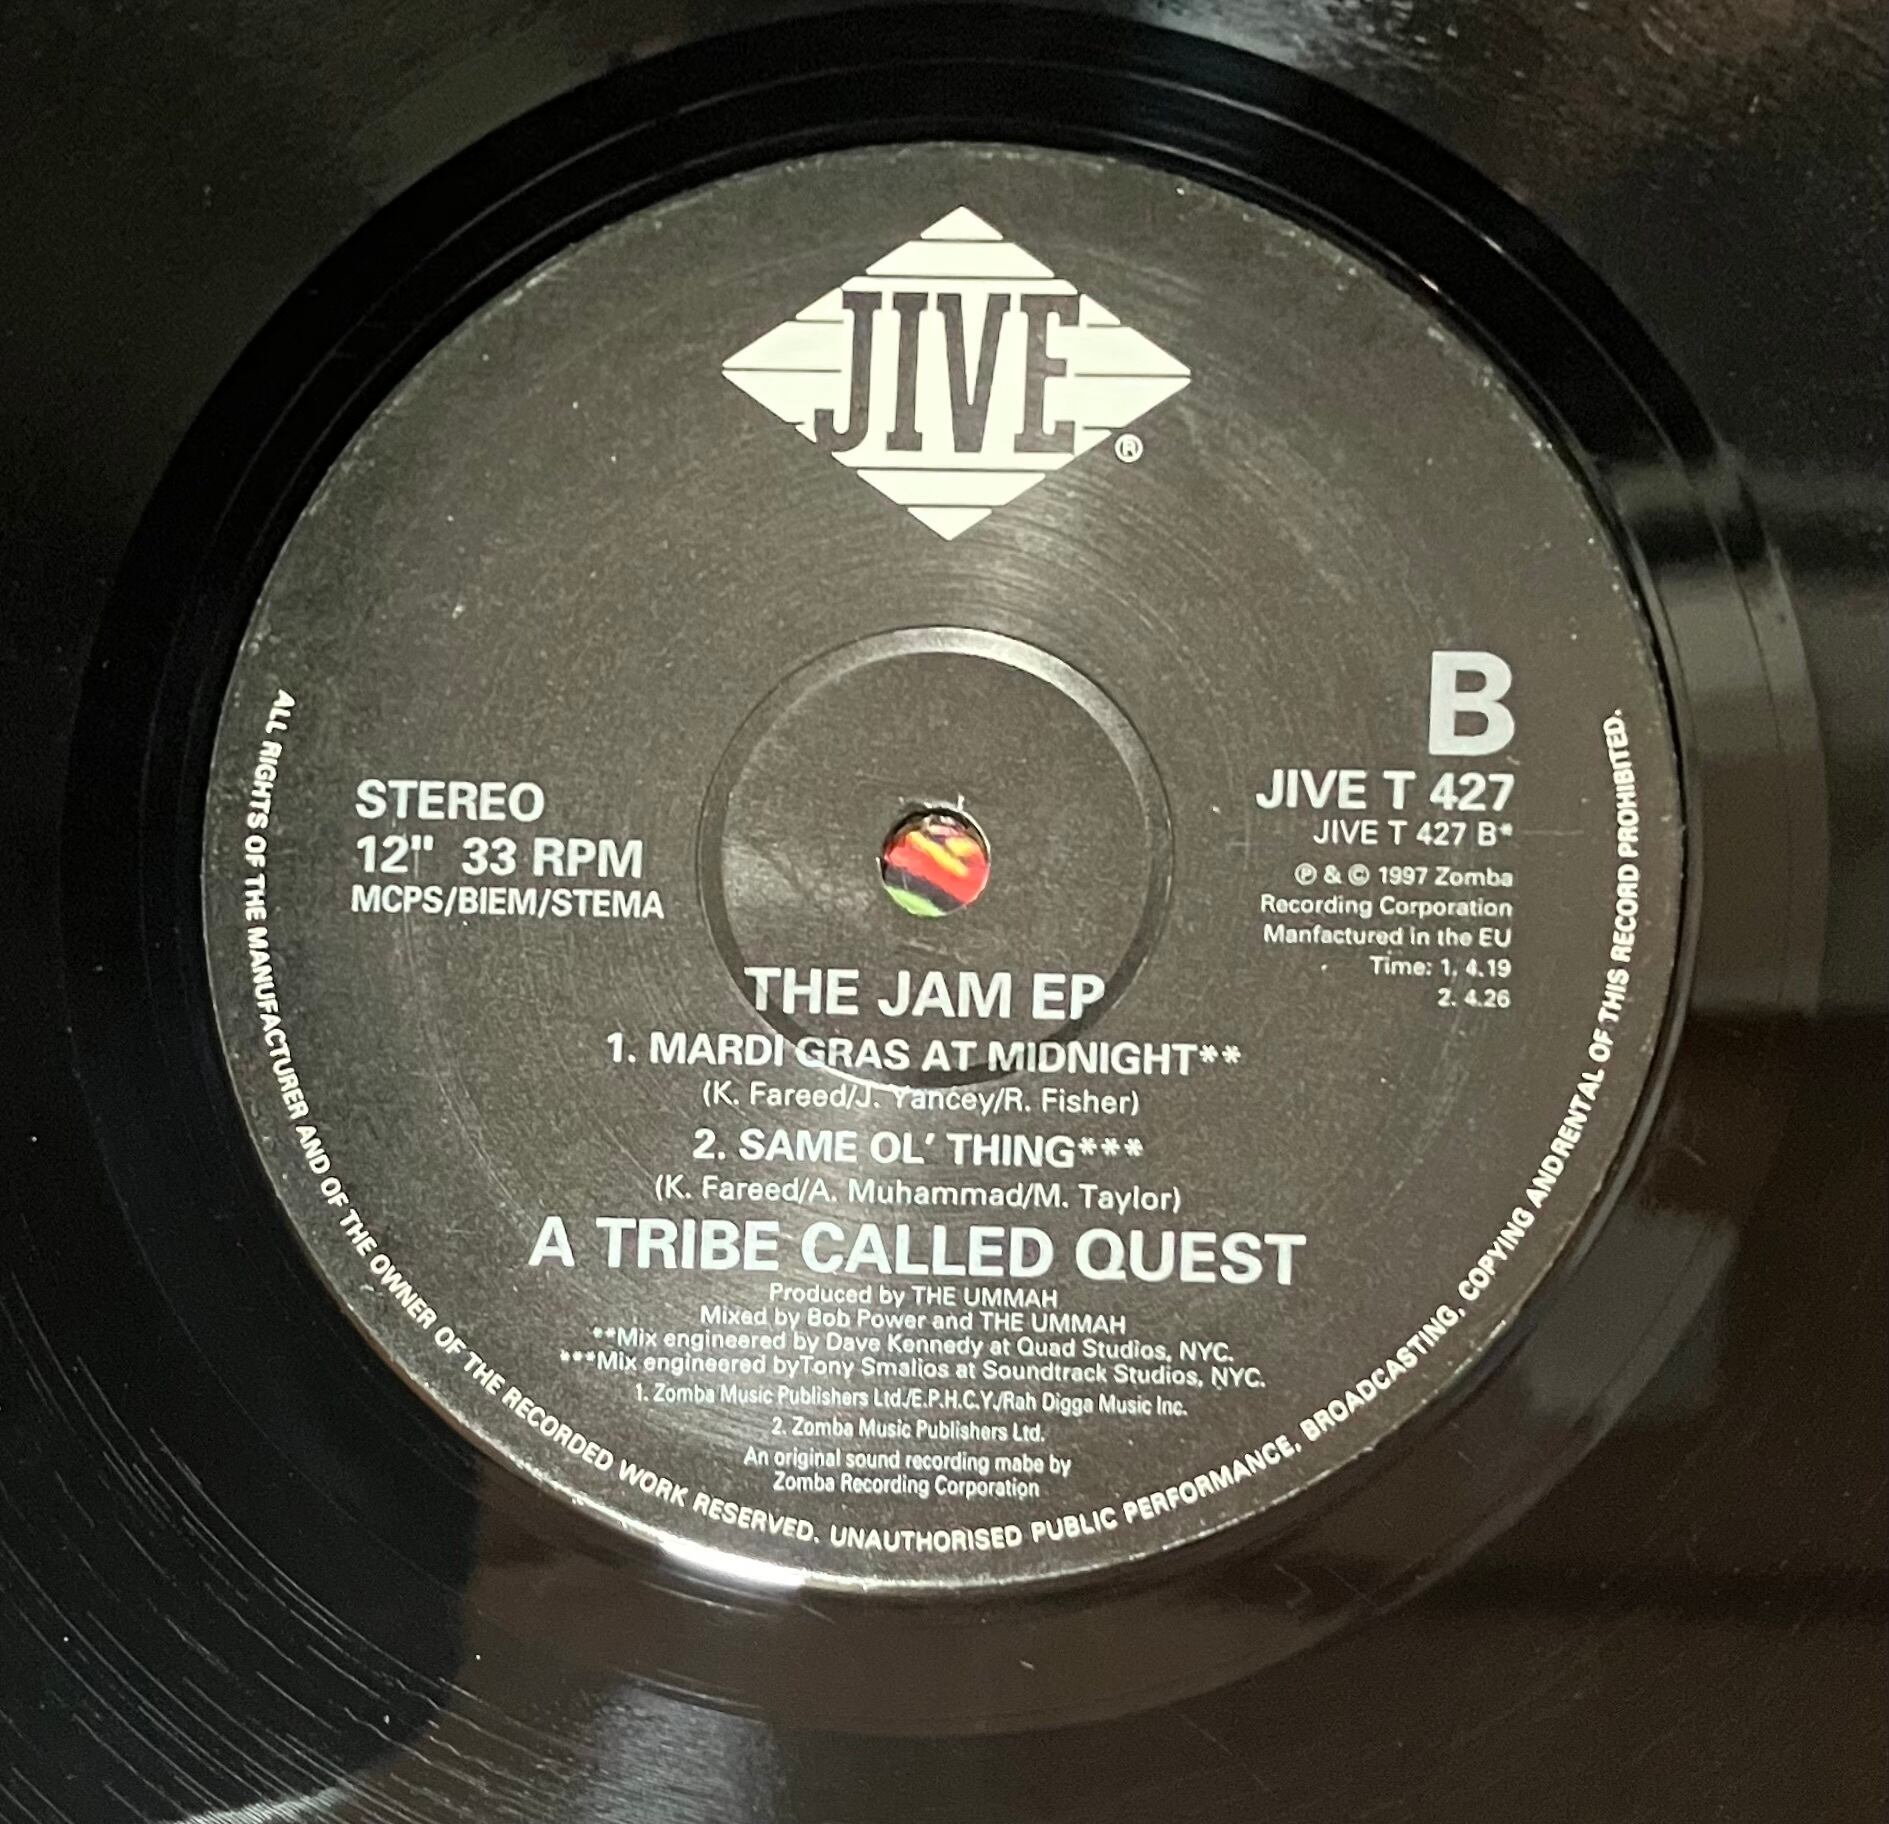 JIVE®
B
STEREO
12" 33 RPM
MCPS/BIEM/STEMA
JIVE T 427
JIVE T 427 B*
℗ & © 1997 Zomba
Recording Corporation
Manfactured in the EU
Time: 1. 4.19
2. 4.26
THE JAM EP
1. MARDI GRAS AT MIDNIGHT**
(K. Fareed/J. Yancey/R. Fisher)
2. SAME OL' THING***
(K. Fareed/A. Muhammad/M. Taylor)
A TRIBE CALLED QUEST
Produced by THE UMMAH
Mixed by Bob Power and THE UMMAH
**Mix engineered by Dave Kennedy at Quad Studios, NYC.
***Mix engineered byTony Smalios at Soundtrack Studios, NYC.
1. Zomba Music Publishers Ltd./E.P.H.C.Y./Rah Digga Music Inc.
2. Zomba Music Publishers Ltd.
An original sound recording mabe by
Zomba Recording Corporation
ALL RIGHTS OF THE MANUFACTURER AND OF THE OWNER OF THE RECORDED WORK RESERVED. UNAUTHORISED PUBLIC PERFORMANCE, BROADCASTING, COPYING ANDRENTAL OF THIS RECORD PROHIBITED.